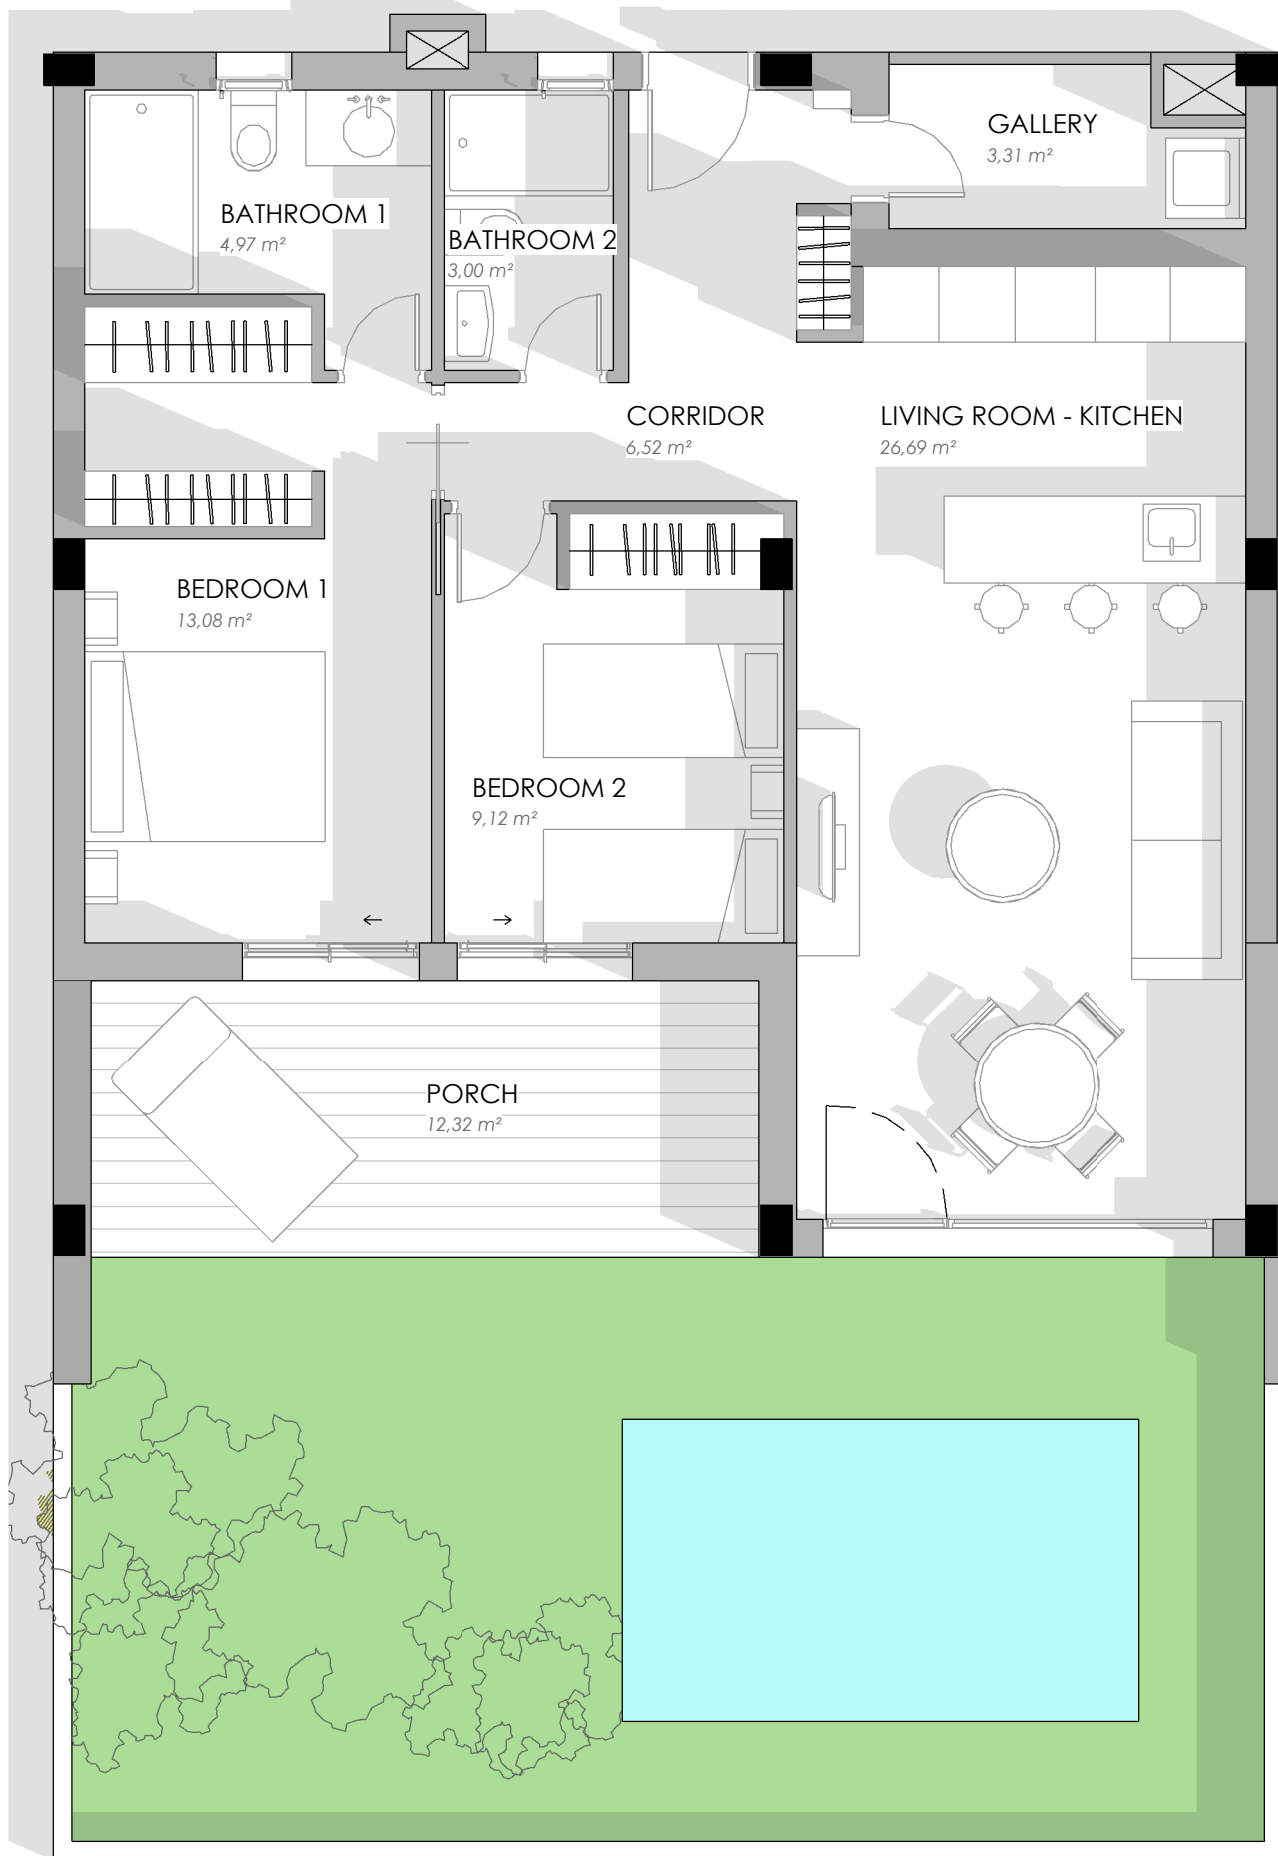 GALLERY
3,31 m²
BATHROOM 1
4,97 m²
BATHROOM 2
3,00 m²
CORRIDOR
6,52 m²
LIVING ROOM - KITCHEN
26,69 m²
BEDROOM 1
13,08 m²
BEDROOM 2
9,12 m²
PORCH
12,32 m²